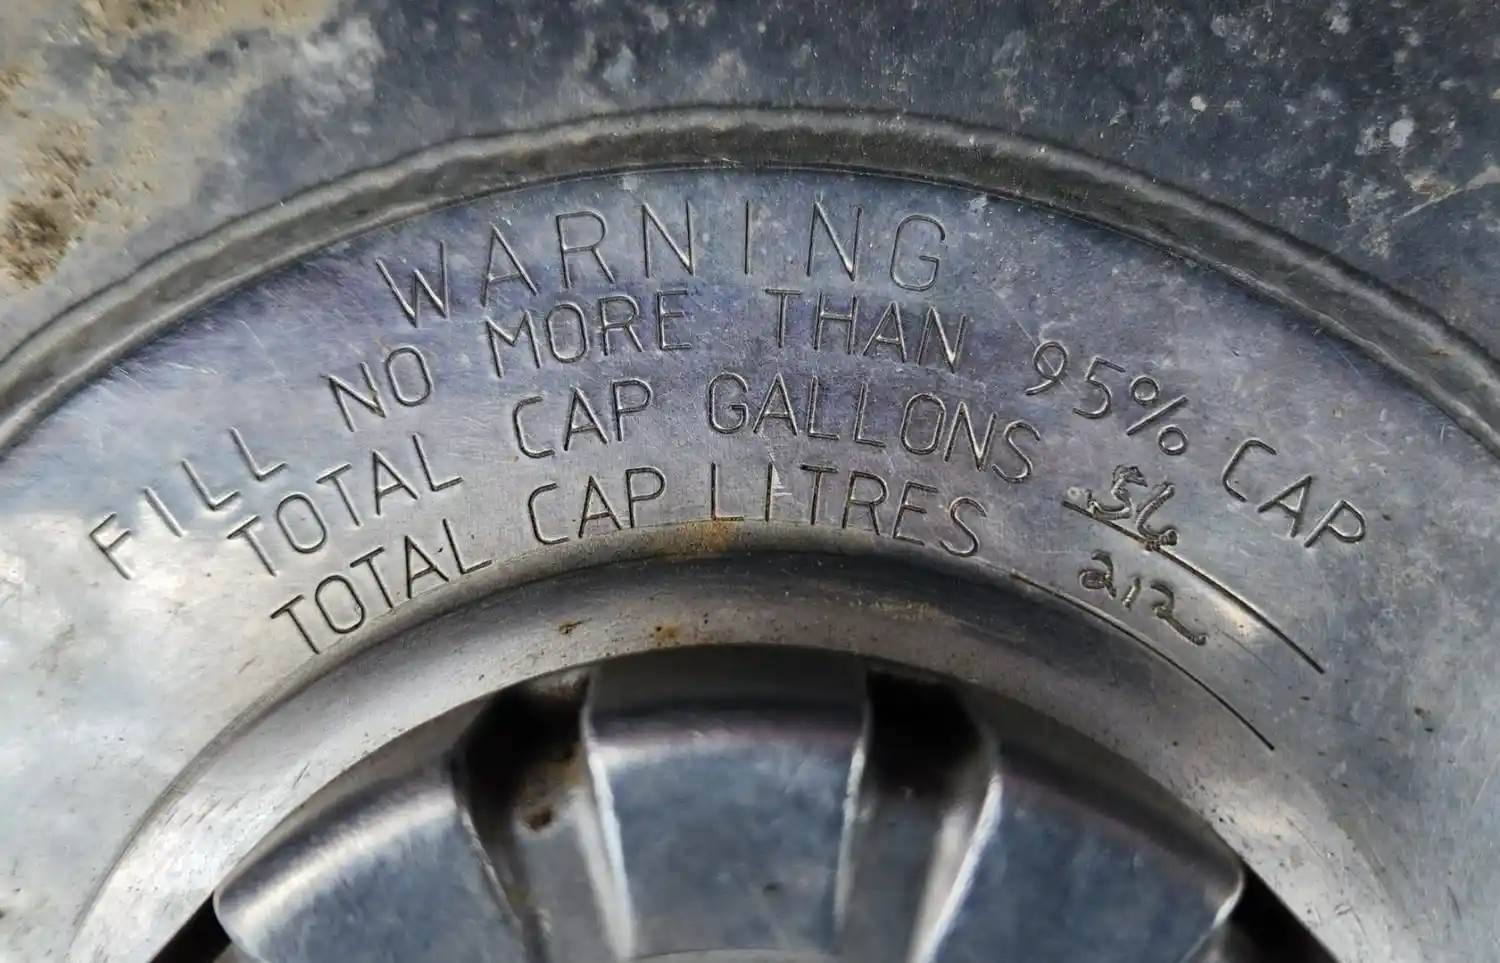 WARNING
FILL NO MORE THAN 95% CAP
TOTAL CAP GALLONS 56
TOTAL CAP LITRES 212